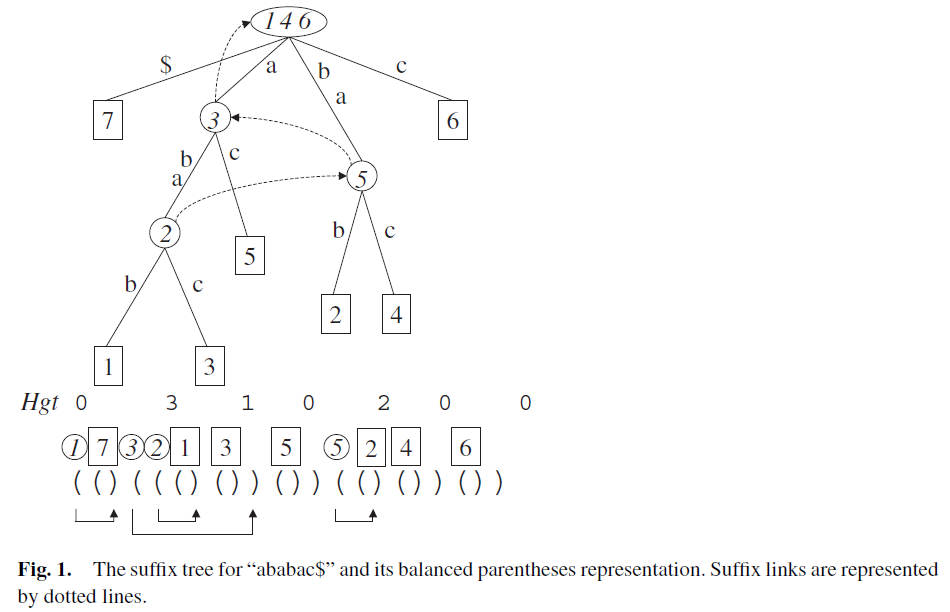 1 4 6
$ a b c
a
7 3 6
b c
a 5
2 b c
5
b c 2 4
1 3
Hgt 0 3 1 0 2 0 0
1 7 3 2 1 3 5 5 2 4 6
( ( ) ( ( ( ) ( ) ) ( ) ) ( ( ) ( ) ) ( ) )
Fig. 1. The suffix tree for “ababac$” and its balanced parentheses representation. Suffix links are represented
by dotted lines.